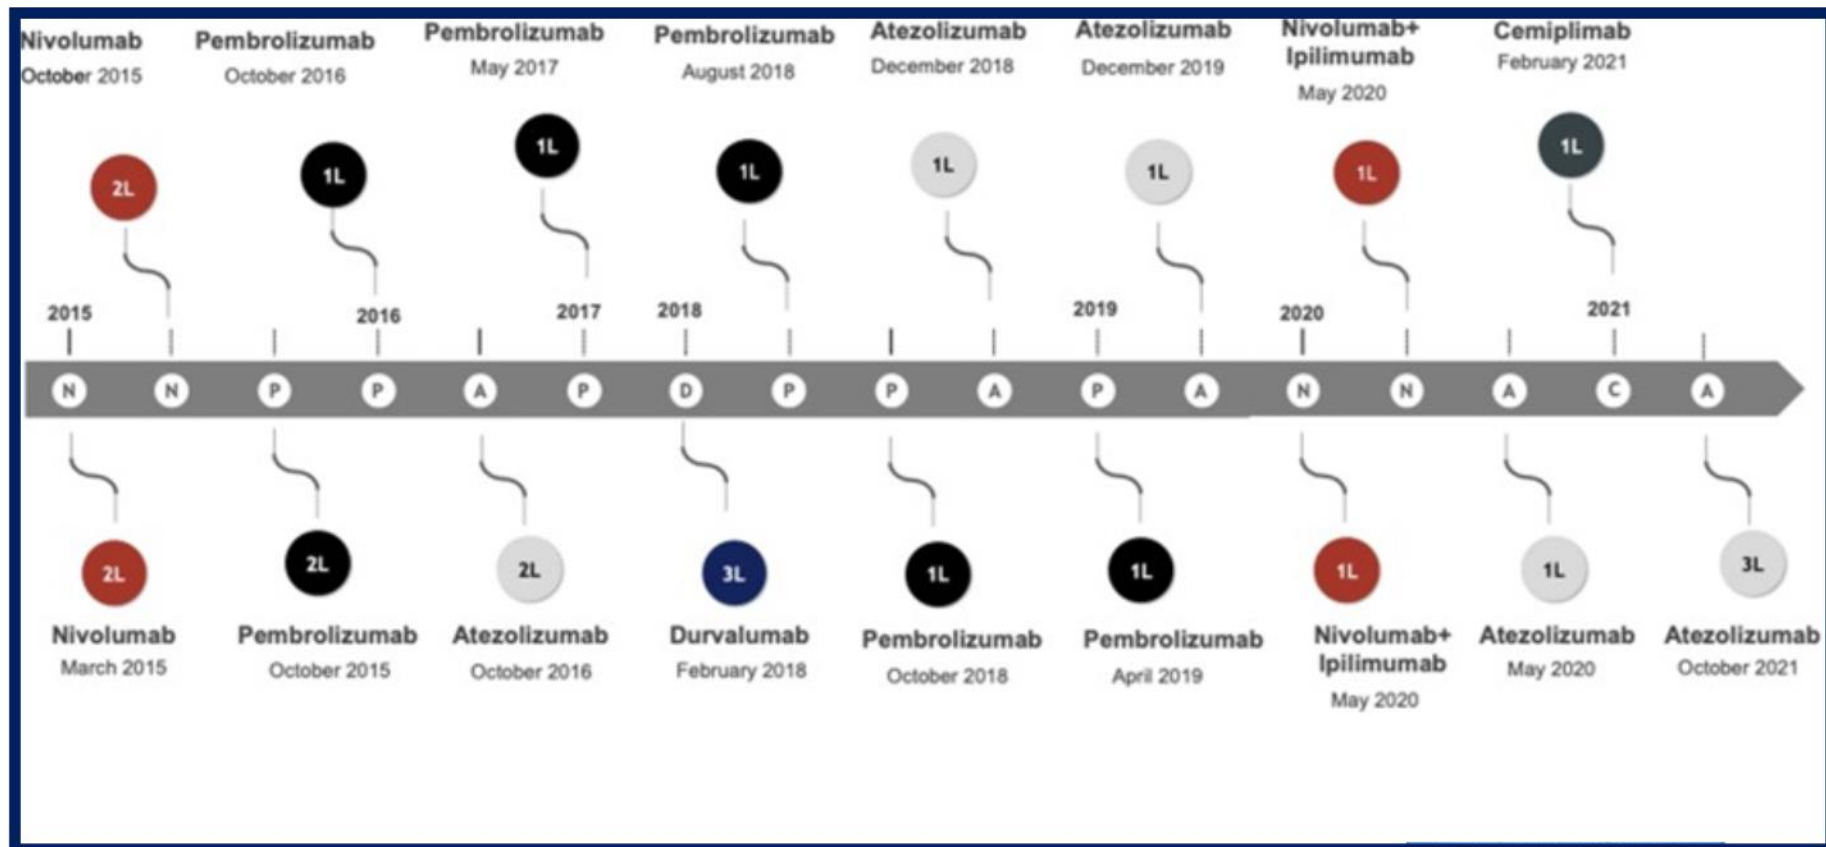 Nivolumab
October 2015
Pembrolizumab
October 2016
Pembrolizumab
May 2017
Pembrolizumab
August 2018
Atezolizumab
December 2018
Atezolizumab
December 2019
Nivolumab+
Ipilimumab
May 2020
Cemiplimab
February 2021
2L
1L
1L
1L
1L
1L
1L
1L
2015
2016
2017
2018
2019
2020
2021
N
N
P
P
A
P
D
P
P
A
P
A
N
N
A
C
A
2L
2L
2L
3L
1L
1L
1L
1L
3L
Nivolumab
March 2015
Pembrolizumab
October 2015
Atezolizumab
October 2016
Durvalumab
February 2018
Pembrolizumab
October 2018
Pembrolizumab
April 2019
Nivolumab+
Ipilimumab
May 2020
Atezolizumab
May 2020
Atezolizumab
October 2021